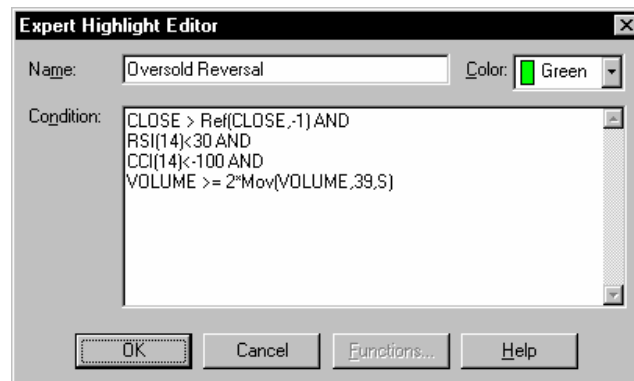 Expert Highlight Editor
Name: Oversold Reversal Color: Green
Condition: CLOSE > Ref(CLOSE,-1) AND
RSI(14)<30 AND
CCI(14)<-100 AND
VOLUME >= 2*Mov(VOLUME,39,S)
OK Cancel Functions... Help